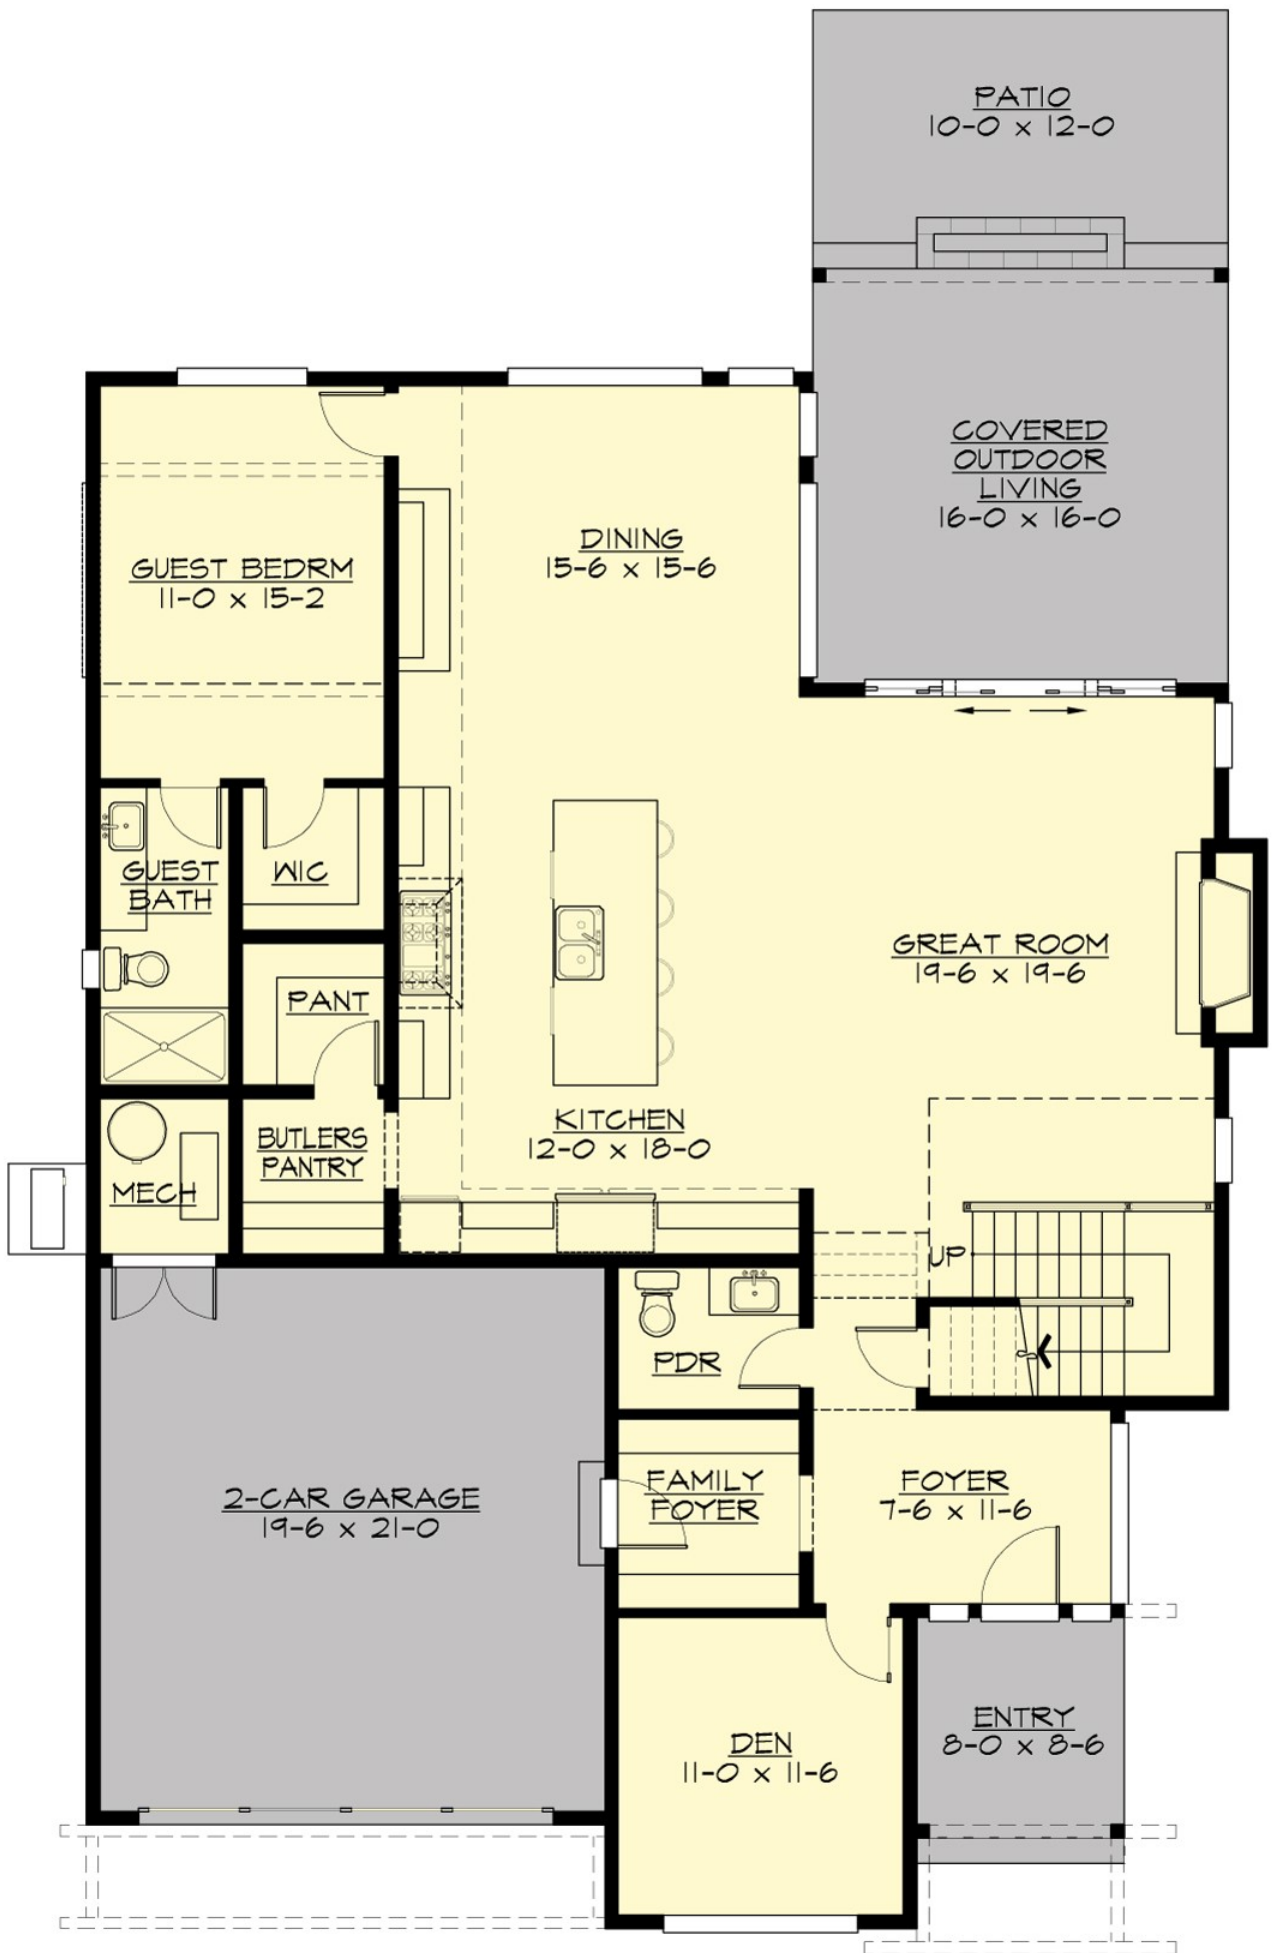 PATIO
10-0 x 12-0
COVERED
OUTDOOR
LIVING
16-0 x 16-0
DINING
15-6 x 15-6
GUEST BEDRM
11-0 x 15-2
GUEST
BATH
WIC
GREAT ROOM
19-6 x 19-6
PANT
KITCHEN
12-0 x 18-0
BUTLERS
PANTRY
MECH
UP
PDR
FAMILY
FOYER
FOYER
7-6 x 11-6
2-CAR GARAGE
19-6 x 21-0
ENTRY
8-0 x 8-6
DEN
11-0 x 11-6